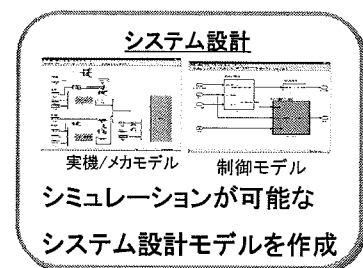 システム設計
実機/メカモデル
制御モデル
シミュレーションが可能な
システム設計モデルを作成